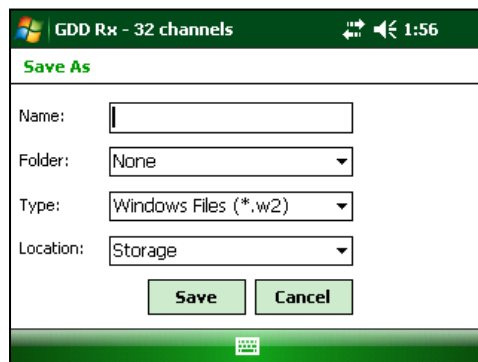 GDD Rx - 32 channels 1:56
Save As
Name:
Folder: None
Type: Windows Files (*.w2)
Location: Storage
Save Cancel